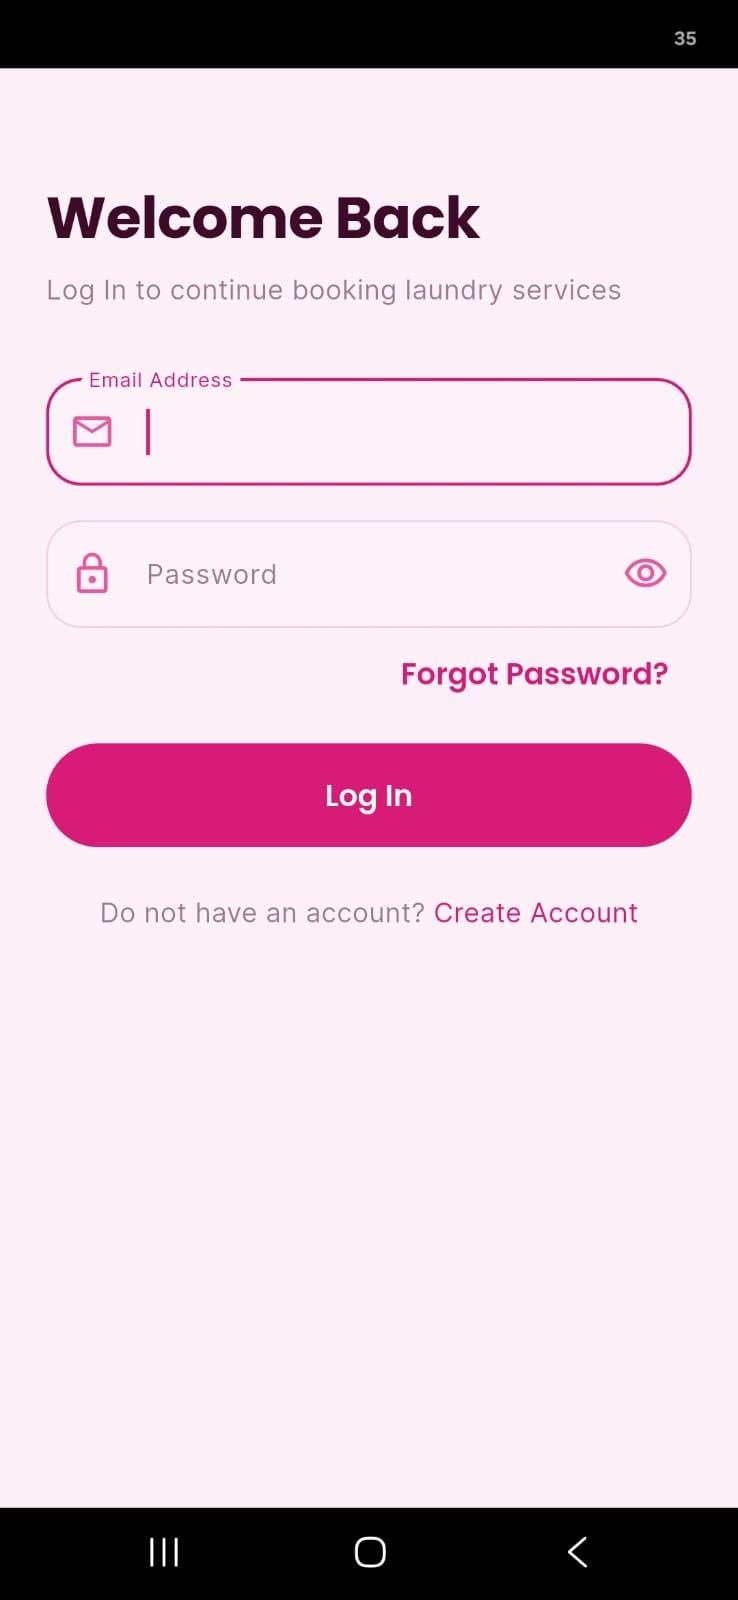 35
Welcome Back
Log In to continue booking laundry services
Email Address
Password
Forgot Password?
Log In
Do not have an account? Create Account